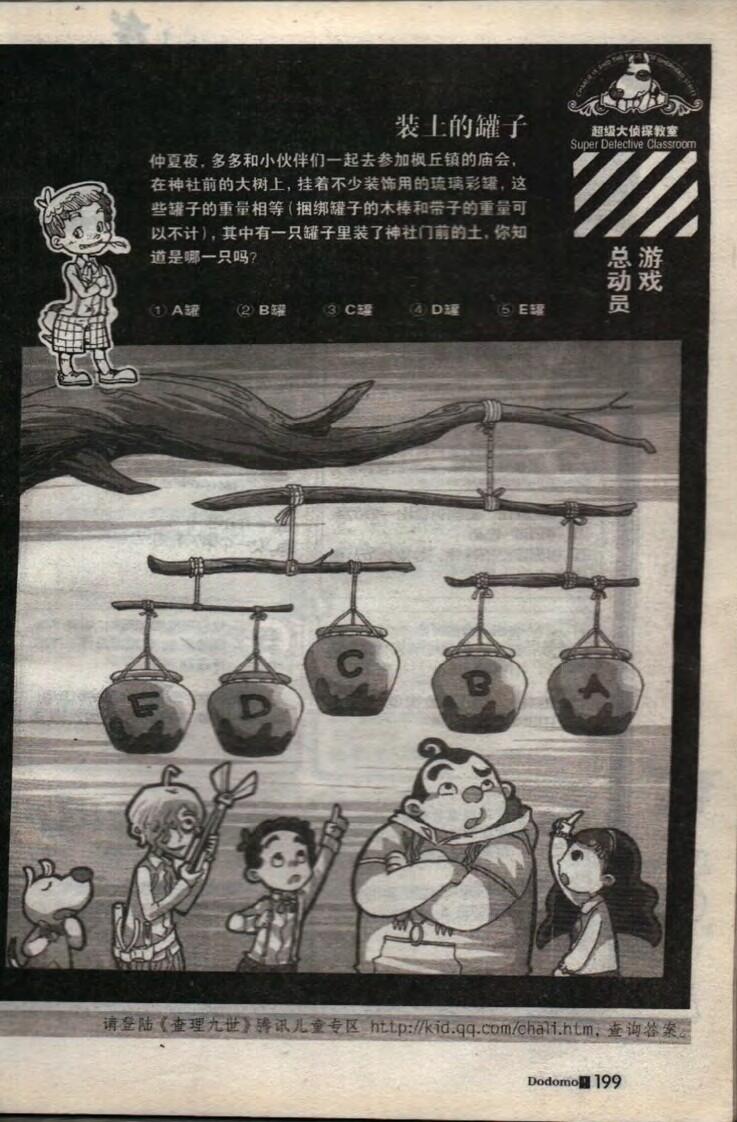 装土的罐子
仲夏夜，多多和小伙伴们一起去参加枫丘镇的庙会，
在神社前的大树上，挂着不少装饰用的琉璃彩罐，这
些罐子的重量相等（捆绑罐子的木棒和带子的重量可
以不计），其中有一只罐子里装了神社门前的土，你知
道是哪一只吗？
① A罐 ② B罐 ③ C罐 ④ D罐 ⑤ E罐
超级大侦探教室
Super Detective Classroom
游戏
总动员
E
D
C
B
A
请登陆《查理九世》腾讯儿童专区 http://kid.qq.com/chali.htm，查询答案。
Dodomo 199